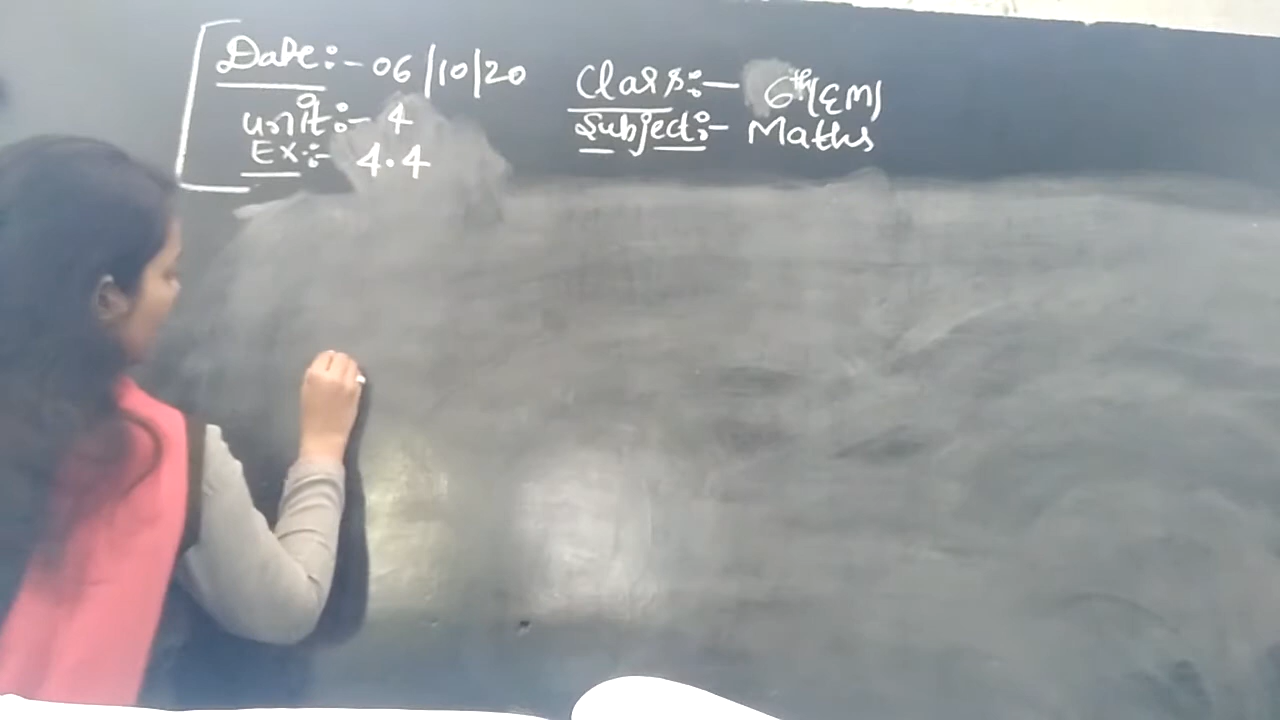 Date:- 06/10/20
Class:- 6th(EM)
Unit:- 4
Subject:- Maths
Ex:- 4.4